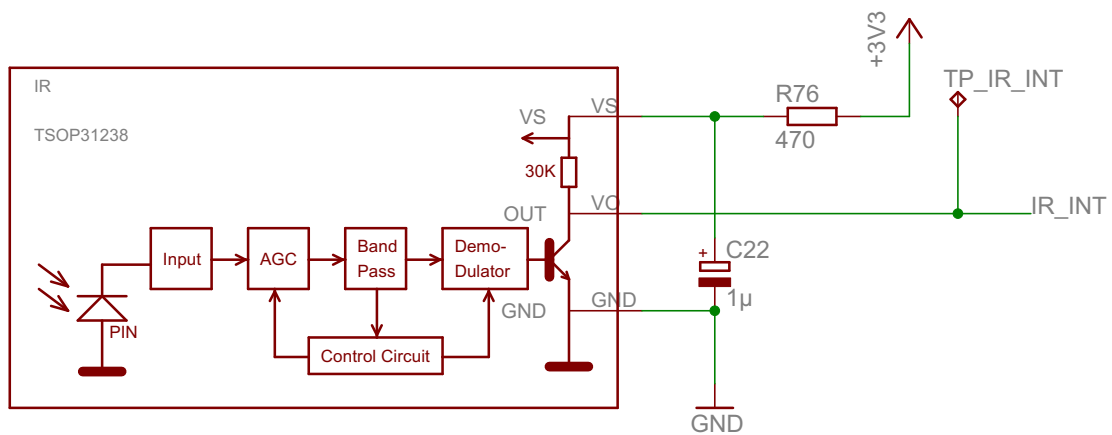 IR
TSOP31238
VS
VS
30K
OUT
VO
Input
AGC
Band
Pass
Demo-
Dulator
PIN
GND
GND
Control Circuit
R76
470
+3V3
TP_IR_INT
IR_INT
+
C22
1µ
GND